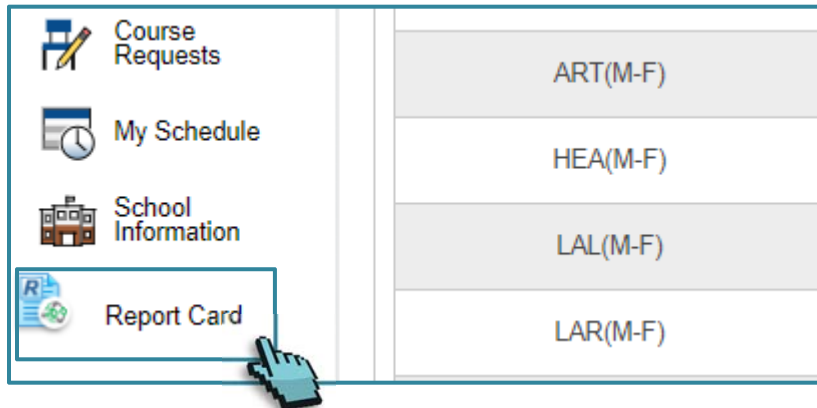 Course
Requests
My Schedule
School
Information
R
Report Card
ART(M-F)
HEA(M-F)
LAL(M-F)
LAR(M-F)